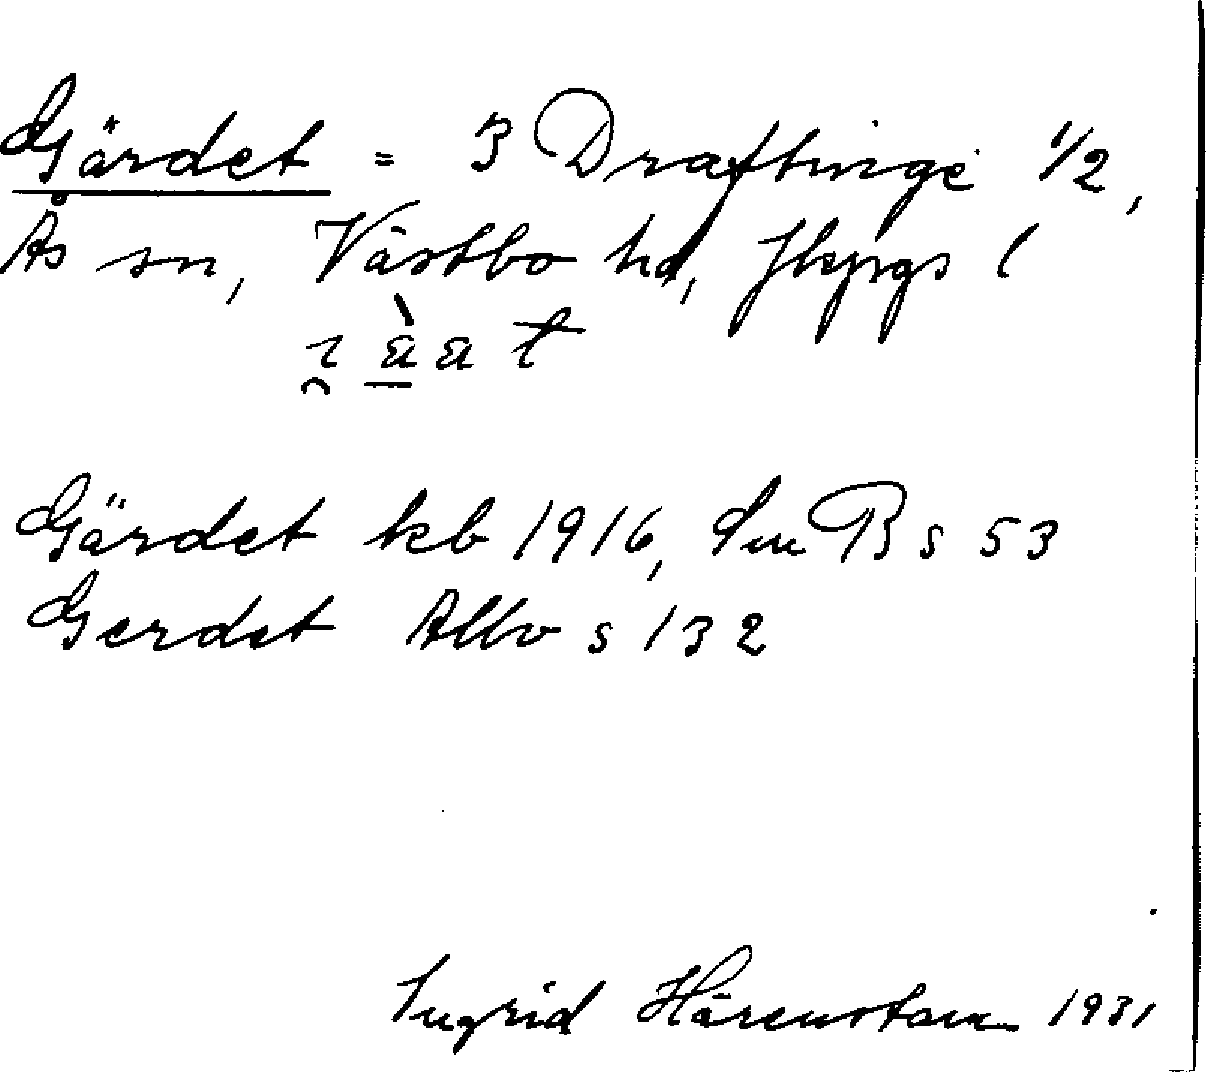 Gärdet = 3 Draftinge 1/2,
Ås sn, Västbo hd, Jkpgs l
Gärdet kb 1916, Sm B s 53
Gerdet Allv s 132
Ingrid Härenstam 1931